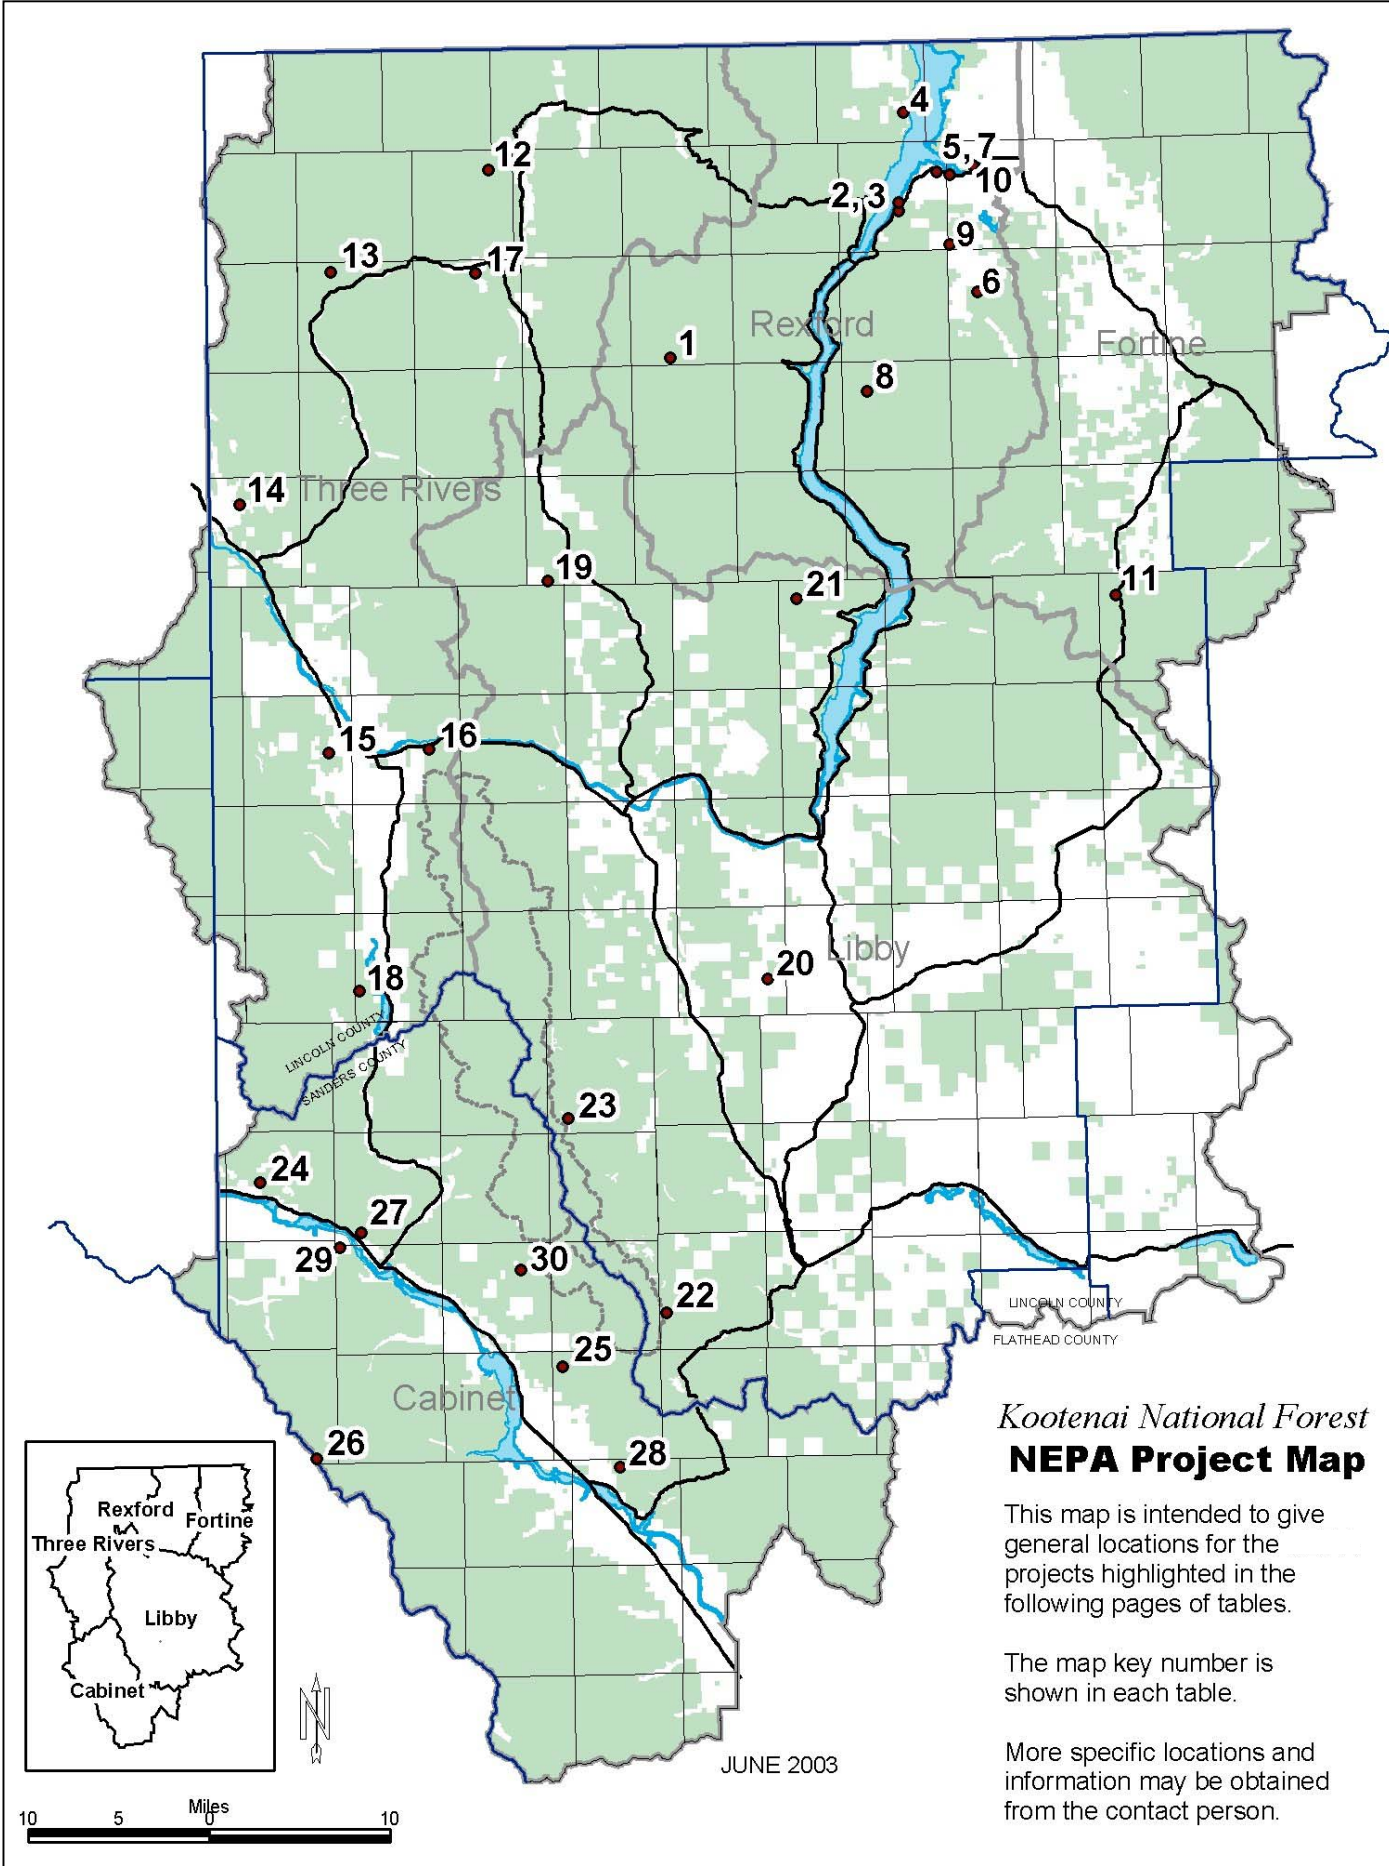 4
5, 7
10
12
2, 3
9
13
17
6
Rexford
1
Fortine
8
14
Three Rivers
19
21
11
15
16
Libby
20
18
LINCOLN COUNTY
SANDERS COUNTY
23
24
27
29
30
22
LINCOLN COUNTY
FLATHEAD COUNTY
25
Cabinet
26
28
Kootenai National Forest
NEPA Project Map
This map is intended to give
general locations for the
projects highlighted in the
following pages of tables.
The map key number is
shown in each table.
More specific locations and
information may be obtained
from the contact person.
Rexford
Fortine
Three Rivers
Libby
Cabinet
N
JUNE 2003
Miles
10 5 0 10